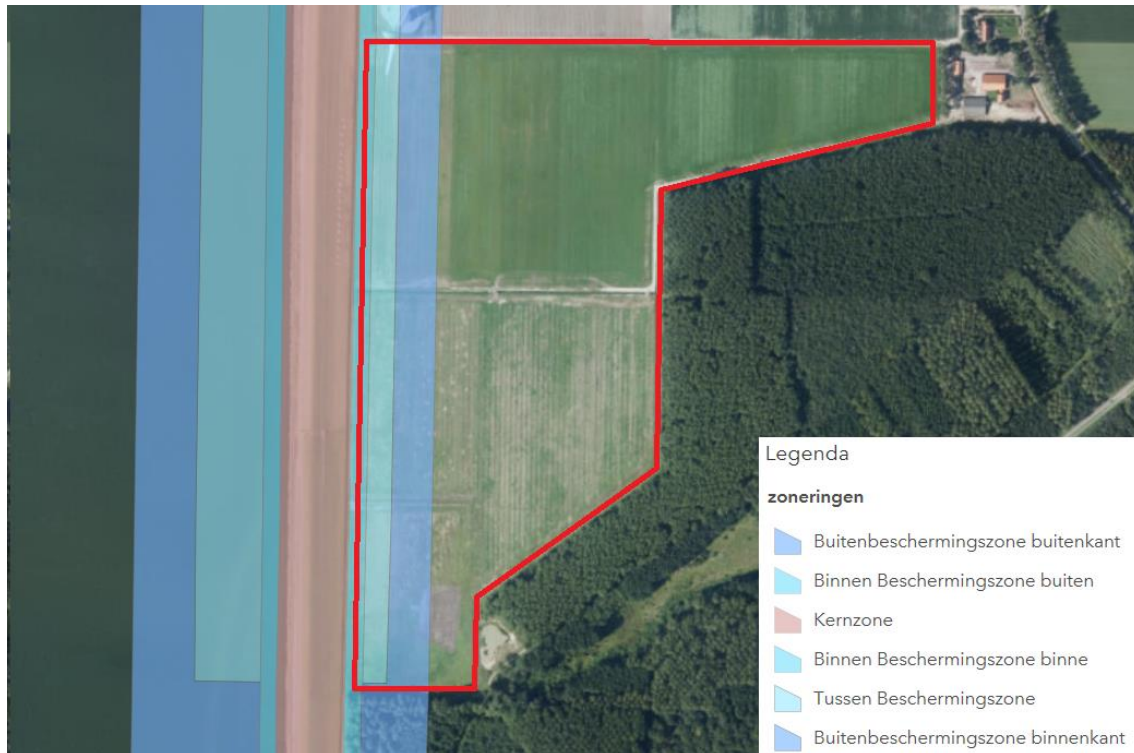 Legenda
zoneringen
Buitenbeschermingszone buitenkant
Binnen Beschermingszone buiten
Kernzone
Binnen Beschermingszone binne
Tussen Beschermingszone
Buitenbeschermingszone binnenkant